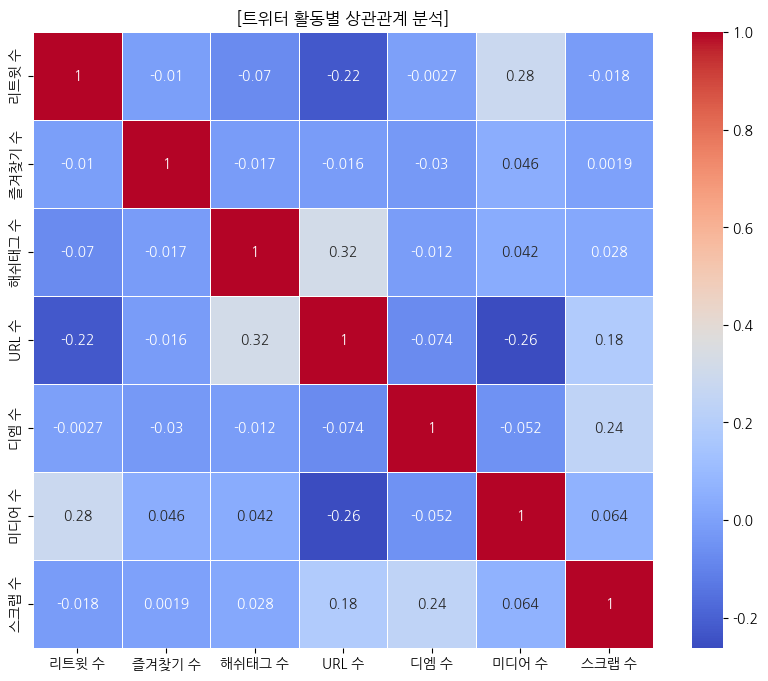 [트위터 활동별 상관관계 분석]
리트윗 수 1 -0.01 -0.07 -0.22 -0.0027 0.28 -0.018
즐겨찾기 수 -0.01 1 -0.017 -0.016 -0.03 0.046 0.0019
해쉬태그 수 -0.07 -0.017 1 0.32 -0.012 0.042 0.028
URL 수 -0.22 -0.016 0.32 1 -0.074 -0.26 0.18
디엠 수 -0.0027 -0.03 -0.012 -0.074 1 -0.052 0.24
미디어 수 0.28 0.046 0.042 -0.26 -0.052 1 0.064
스크랩 수 -0.018 0.0019 0.028 0.18 0.24 0.064 1
리트윗 수 즐겨찾기 수 해쉬태그 수 URL 수 디엠 수 미디어 수 스크랩 수
1.0
0.8
0.6
0.4
0.2
0.0
-0.2